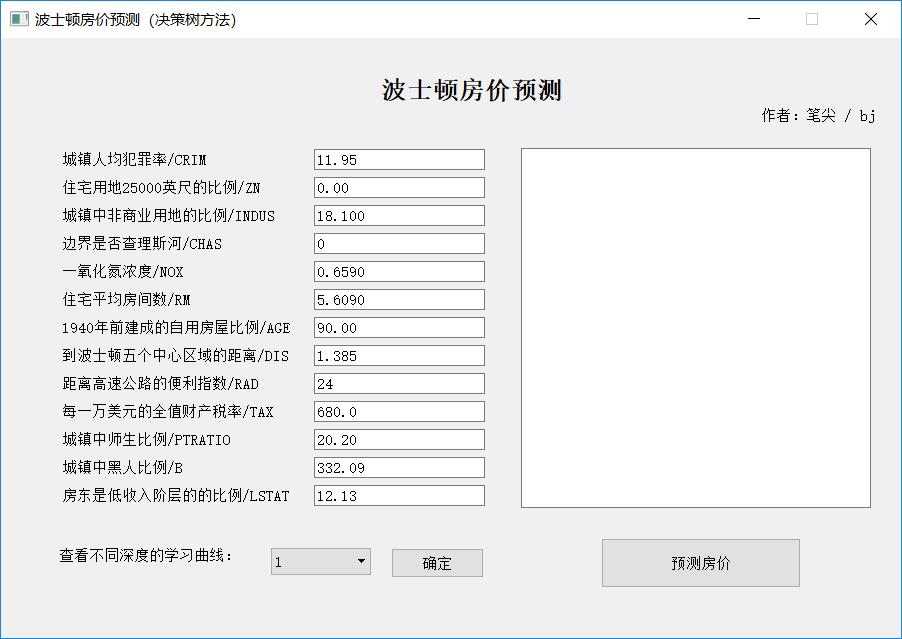 波士顿房价预测（决策树方法）
波士顿房价预测
作者：笔尖 / bj
城镇人均犯罪率/CRIM 11.95
住宅用地25000英尺的比例/ZN 0.00
城镇中非商业用地的比例/INDUS 18.100
边界是否查理斯河/CHAS 0
一氧化氮浓度/NOX 0.6590
住宅平均房间数/RM 5.6090
1940年前建成的自用房屋比例/AGE 90.00
到波士顿五个中心区域的距离/DIS 1.385
距离高速公路的便利指数/RAD 24
每一万美元的全值财产税率/TAX 680.0
城镇中师生比例/PTRATIO 20.20
城镇中黑人比例/B 332.09
房东是低收入阶层的的比例/LSTAT 12.13
查看不同深度的学习曲线： 1 确定 预测房价